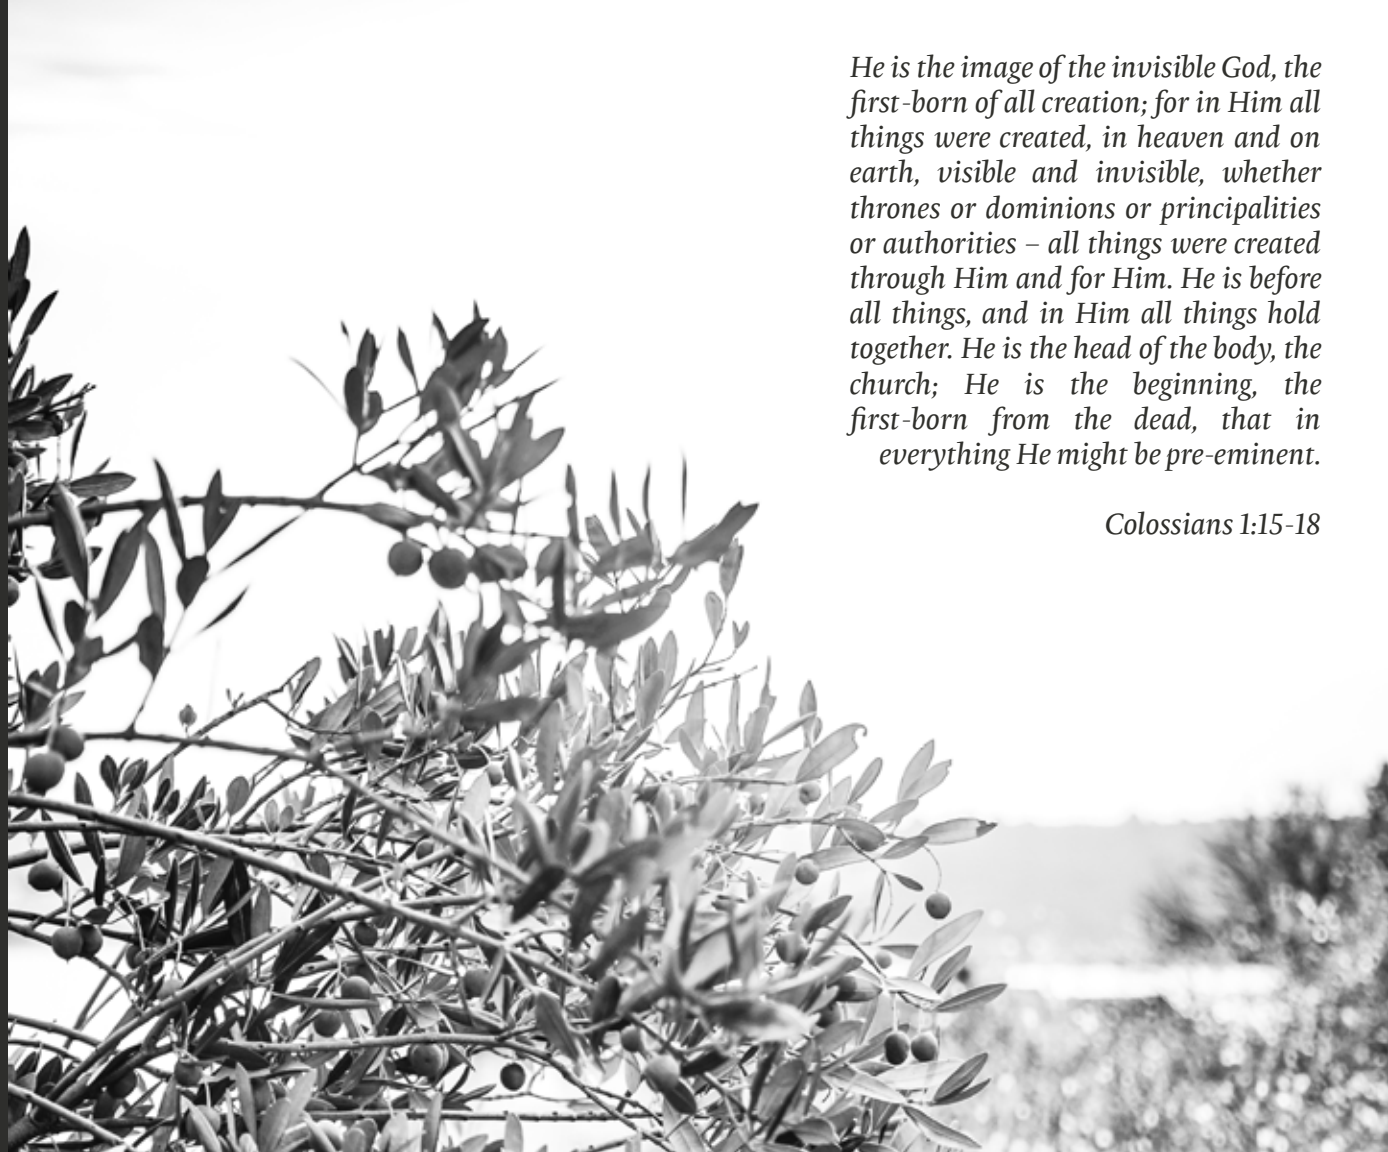 He is the image of the invisible God, the
first-born of all creation; for in Him all
things were created, in heaven and on
earth, visible and invisible, whether
thrones or dominions or principalities
or authorities – all things were created
through Him and for Him. He is before
all things, and in Him all things hold
together. He is the head of the body, the
church; He is the beginning, the
first-born from the dead, that in
everything He might be pre-eminent.
Colossians 1:15-18